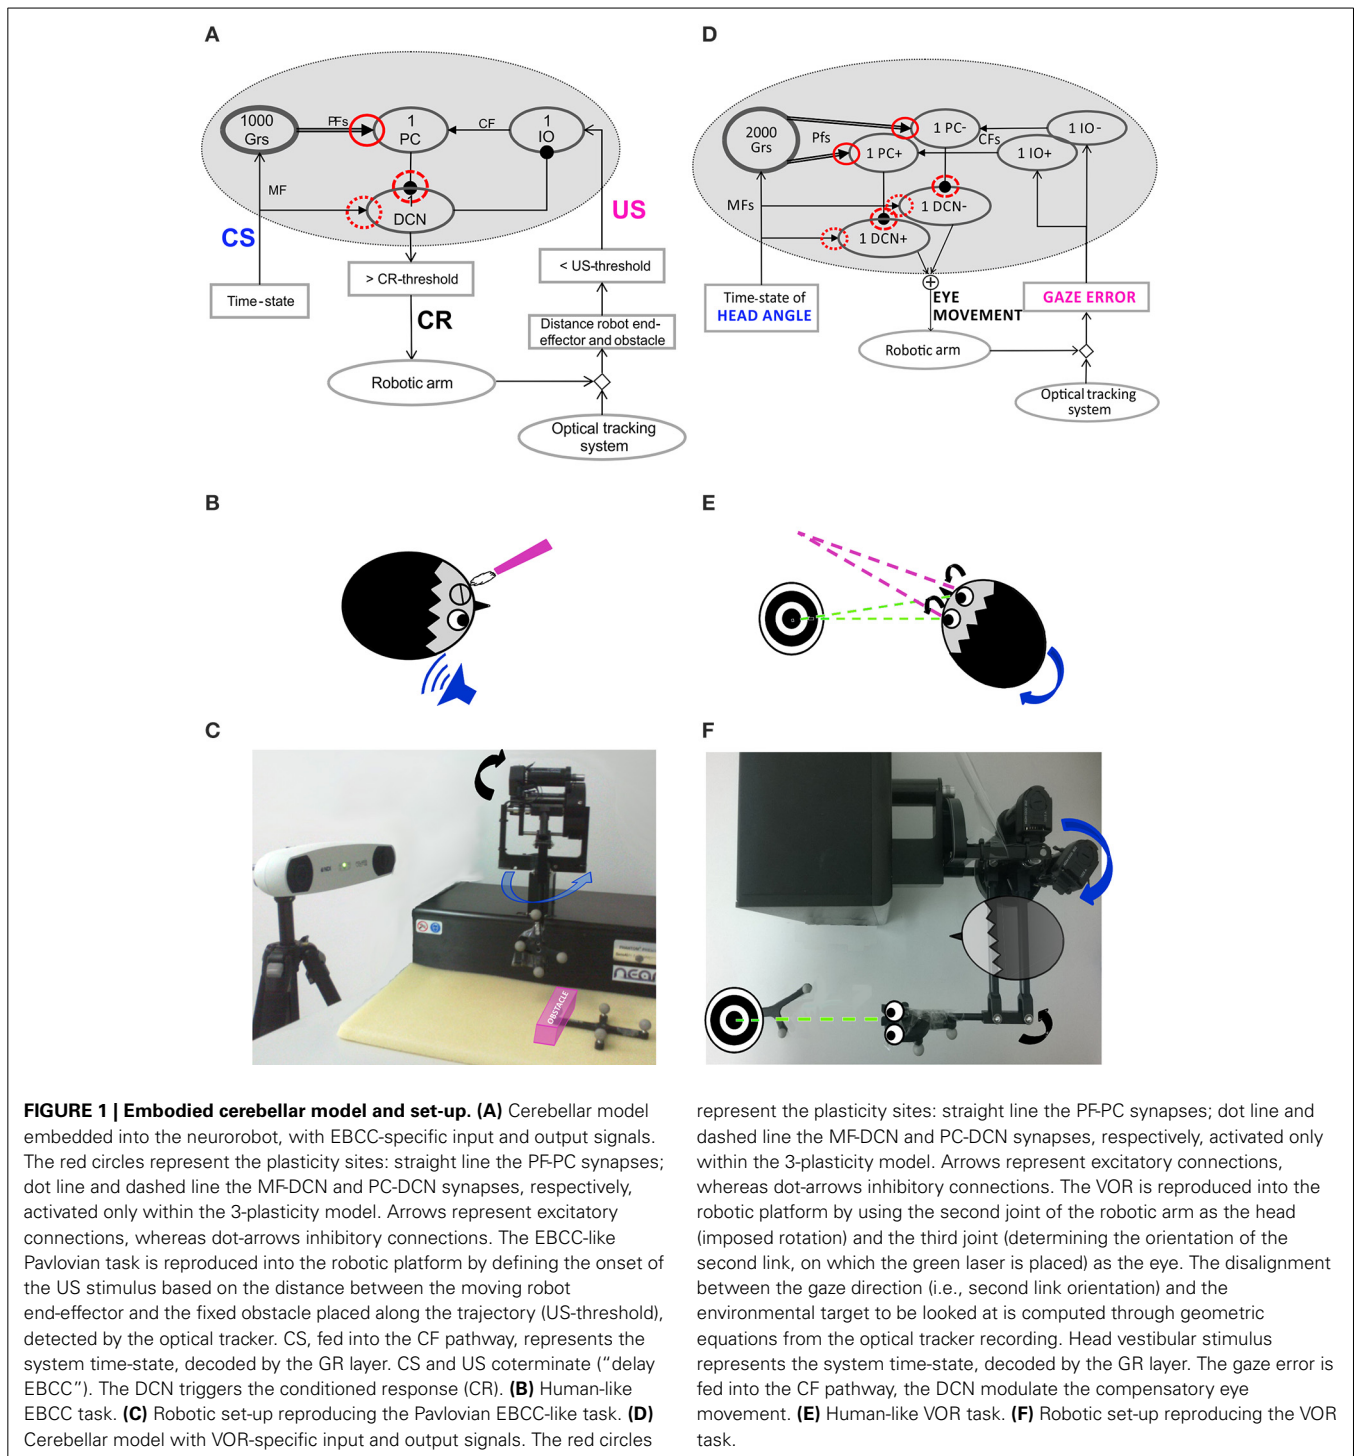 A
1000
Grs
PFs
1
PC
CF
1
IO
MF
DCN
CS
US
Time-state
> CR-threshold
< US-threshold
CR
Distance robot end-
effector and obstacle
Robotic arm
Optical tracking
system
D
2000
Grs
Pfs
1 PC-
1 PC+
CFs
1 IO-
1 IO+
MFs
1 DCN-
1 DCN+
Time-state of
HEAD ANGLE
EYE
MOVEMENT
GAZE ERROR
Robotic arm
Optical tracking
system
B
E
C
OBSTACLE
F
FIGURE 1 | Embodied cerebellar model and set-up. (A) Cerebellar model
embedded into the neurorobot, with EBCC-specific input and output signals.
The red circles represent the plasticity sites: straight line the PF-PC synapses;
dot line and dashed line the MF-DCN and PC-DCN synapses, respectively,
activated only within the 3-plasticity model. Arrows represent excitatory
connections, whereas dot-arrows inhibitory connections. The EBCC-like
Pavlovian task is reproduced into the robotic platform by defining the onset of
the US stimulus based on the distance between the moving robot
end-effector and the fixed obstacle placed along the trajectory (US-threshold),
detected by the optical tracker. CS, fed into the CF pathway, represents the
system time-state, decoded by the GR layer. CS and US coterminate (“delay
EBCC”). The DCN triggers the conditioned response (CR). (B) Human-like
EBCC task. (C) Robotic set-up reproducing the Pavlovian EBCC-like task. (D)
Cerebellar model with VOR-specific input and output signals. The red circles
represent the plasticity sites: straight line the PF-PC synapses; dot line and
dashed line the MF-DCN and PC-DCN synapses, respectively, activated only
within the 3-plasticity model. Arrows represent excitatory connections,
whereas dot-arrows inhibitory connections. The VOR is reproduced into the
robotic platform by using the second joint of the robotic arm as the head
(imposed rotation) and the third joint (determining the orientation of the
second link, on which the green laser is placed) as the eye. The disalignment
between the gaze direction (i.e., second link orientation) and the
environmental target to be looked at is computed through geometric
equations from the optical tracker recording. Head vestibular stimulus
represents the system time-state, decoded by the GR layer. The gaze error is
fed into the CF pathway, the DCN modulate the compensatory eye
movement. (E) Human-like VOR task. (F) Robotic set-up reproducing the VOR
task.